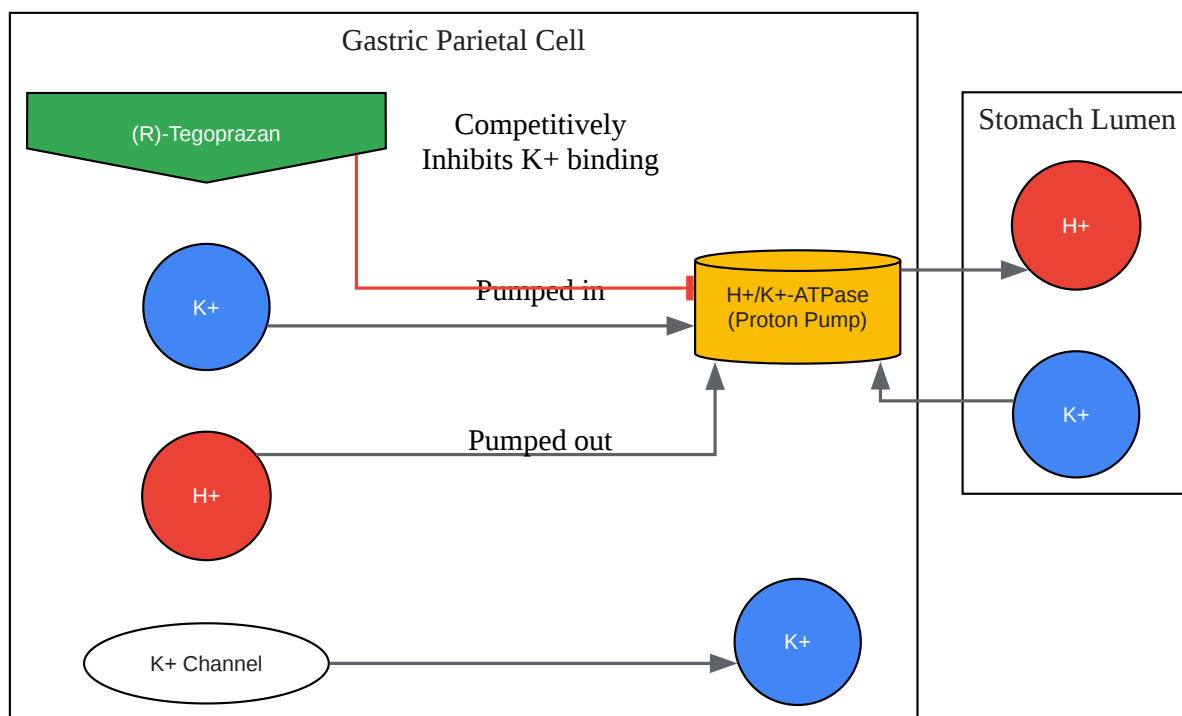 Gastric Parietal Cell
(R)-Tegoprazan
Competitively
Inhibits K+ binding
Stomach Lumen
H+
K+
Pumped in
H+/K+-ATPase
(Proton Pump)
K+
Pumped out
H+
K+ Channel
K+